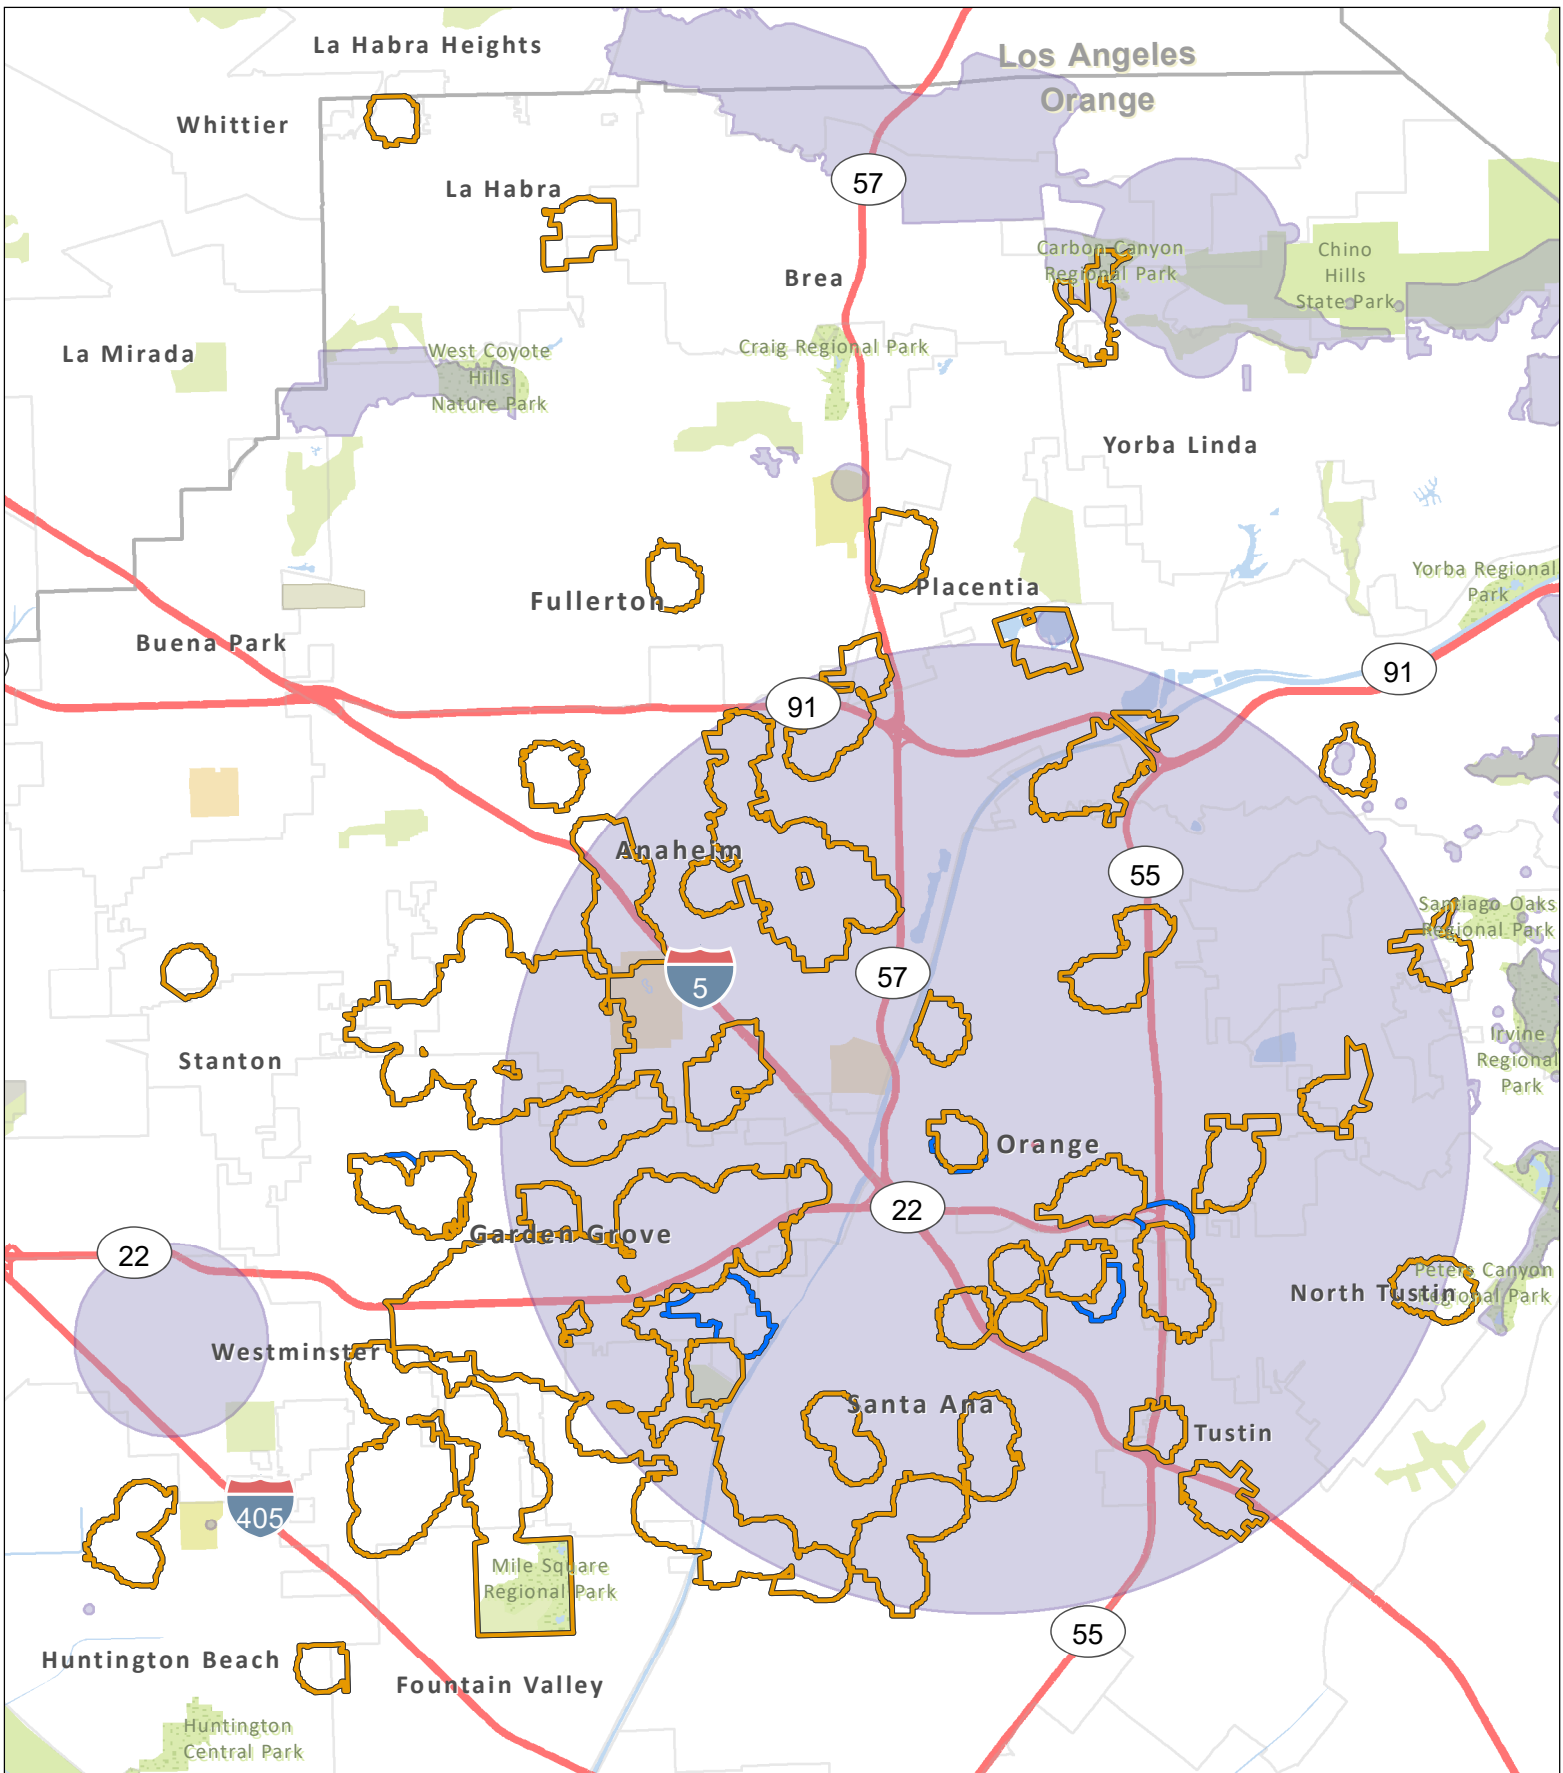 La Habra Heights
Los Angeles
Orange
Whittier
57
La Habra
Carbon Canyon
Regional Park
Chino
Hills
State Park
Brea
La Mirada
West Coyote
Hills
Nature Park
Craig Regional Park
Yorba Linda
Yorba Regional
Park
Placentia
Fullerton
Buena Park
91
91
Anaheim
55
Santiago Oaks
Regional Park
5
57
Stanton
Irvine
Regional
Park
Orange
22
Garden Grove
22
Peters Canyon
Regional Park
North Tustin
Westminster
Santa Ana
Tustin
405
Mile Square
Regional Park
55
Huntington Beach
Fountain Valley
Huntington
Central Park